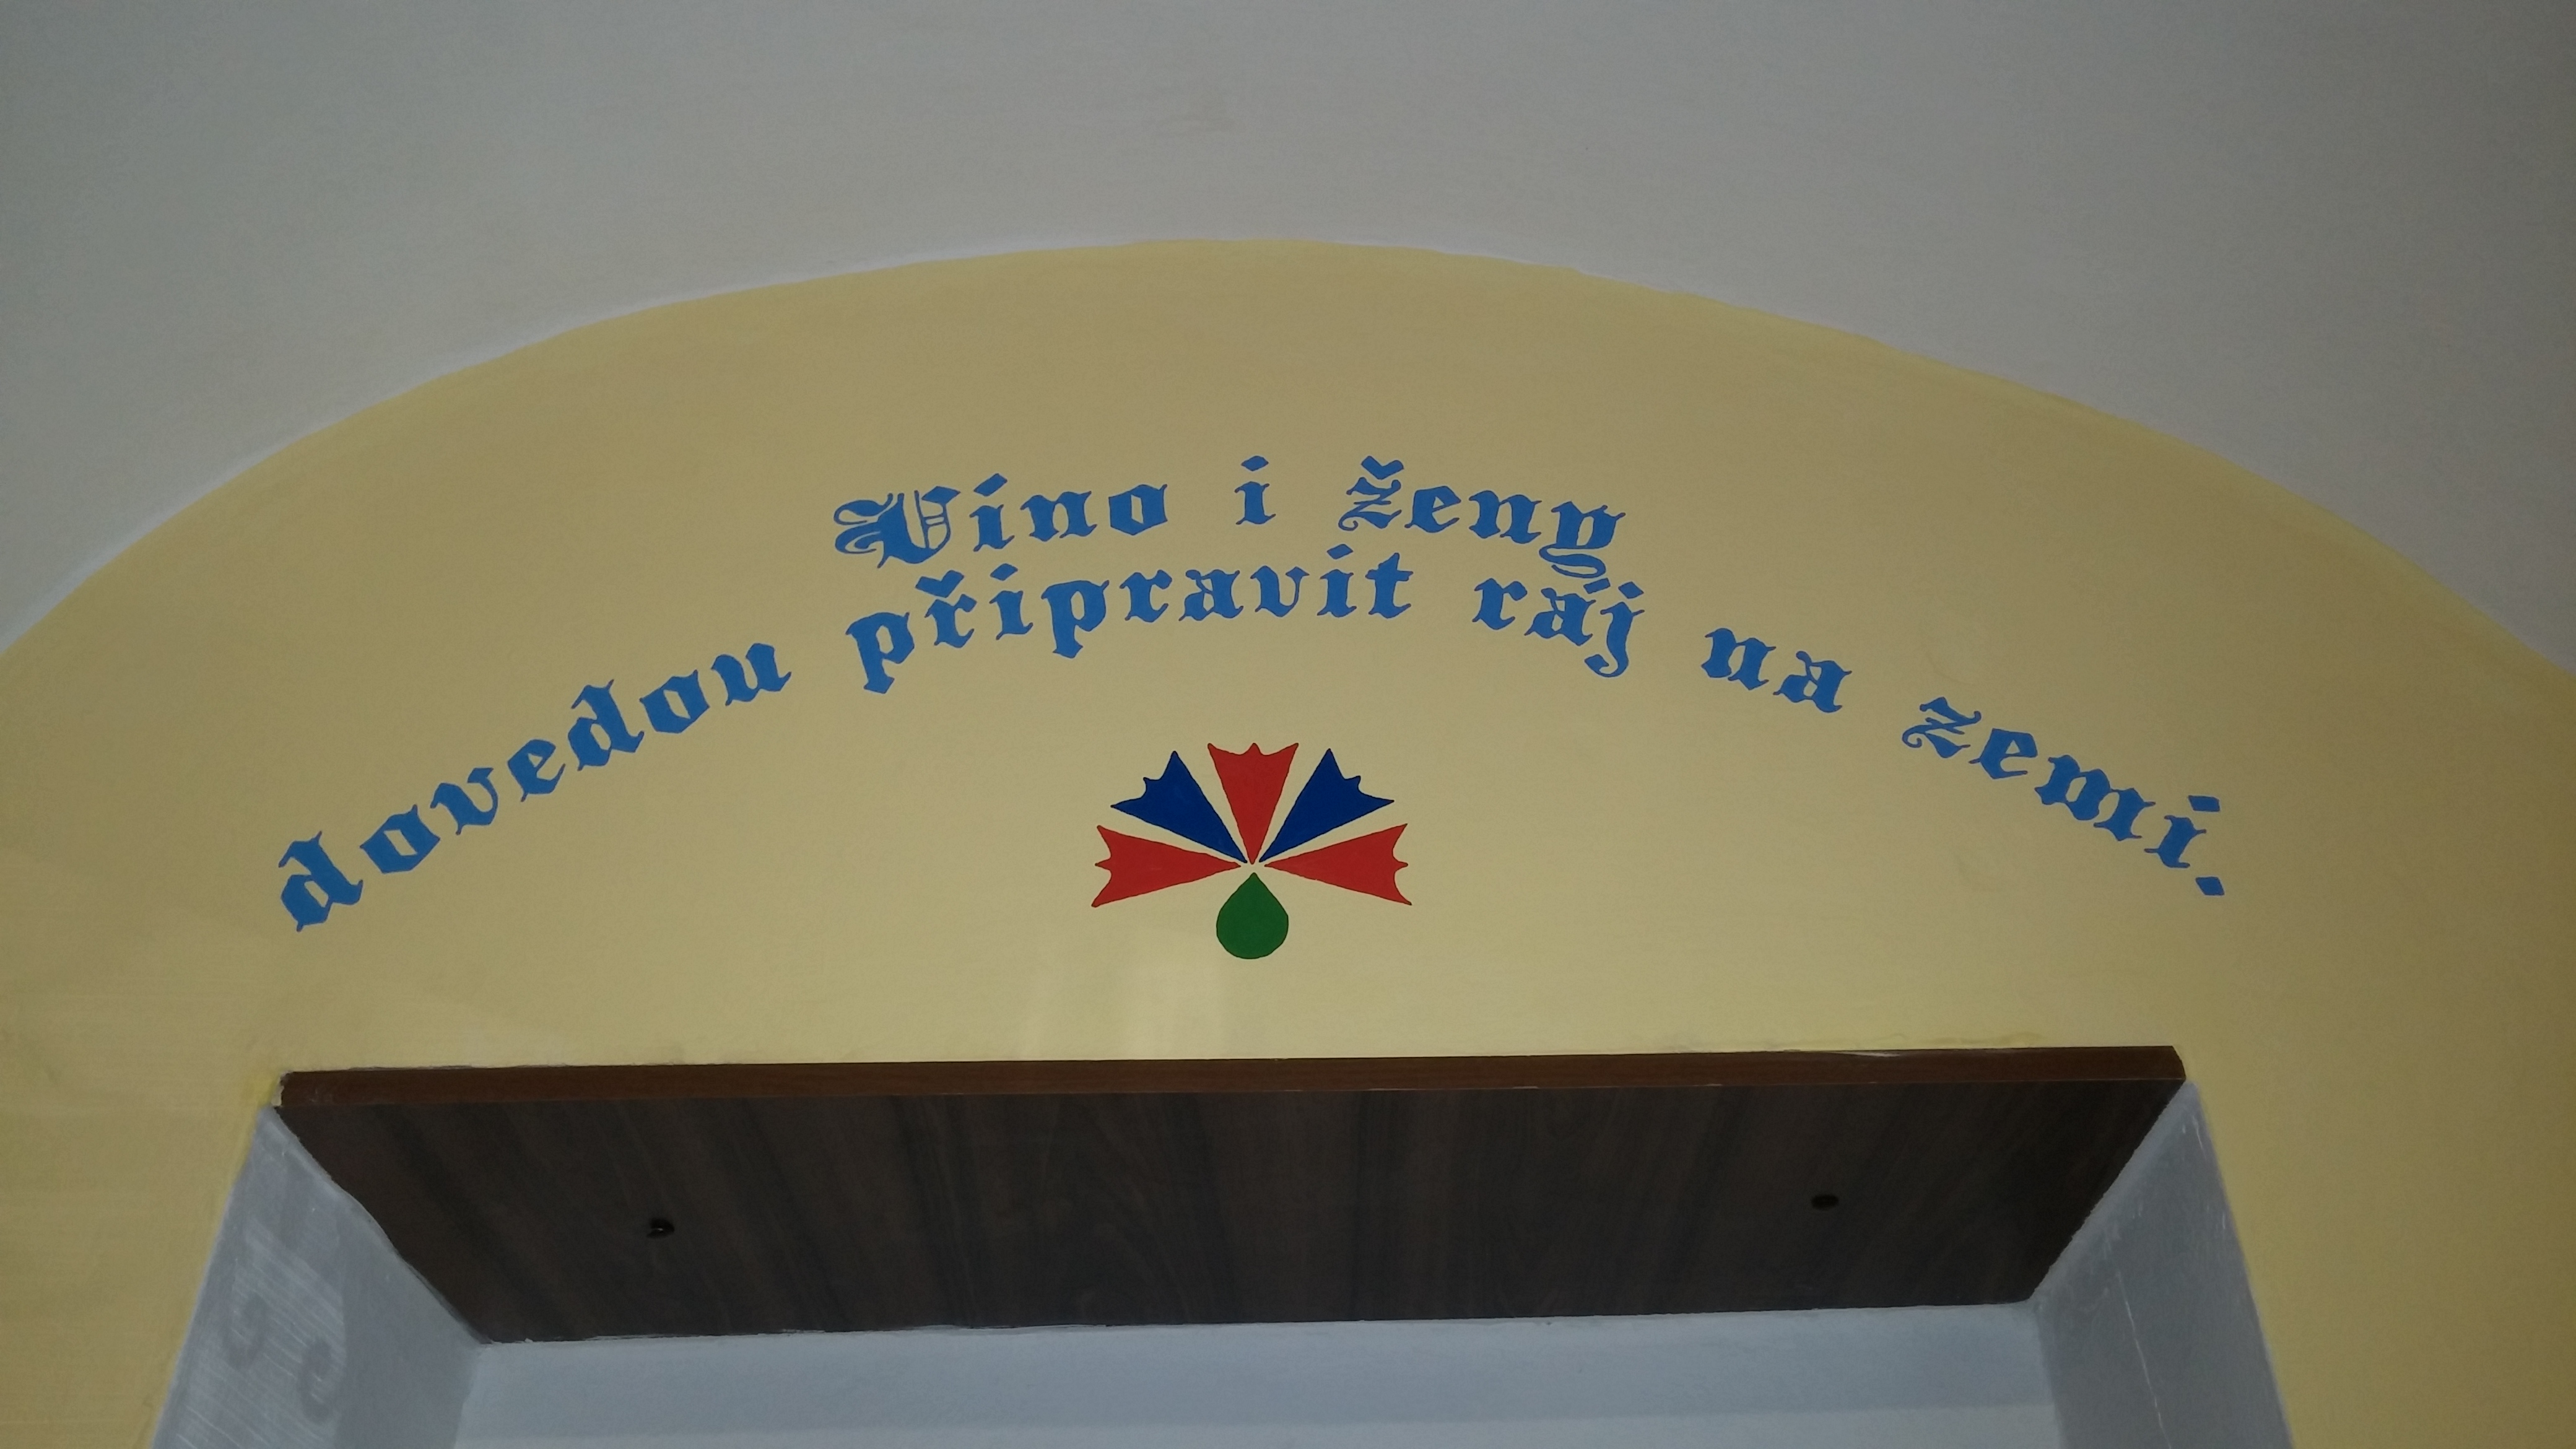 Víno i ženy
dovedou připravit ráj na zemi.